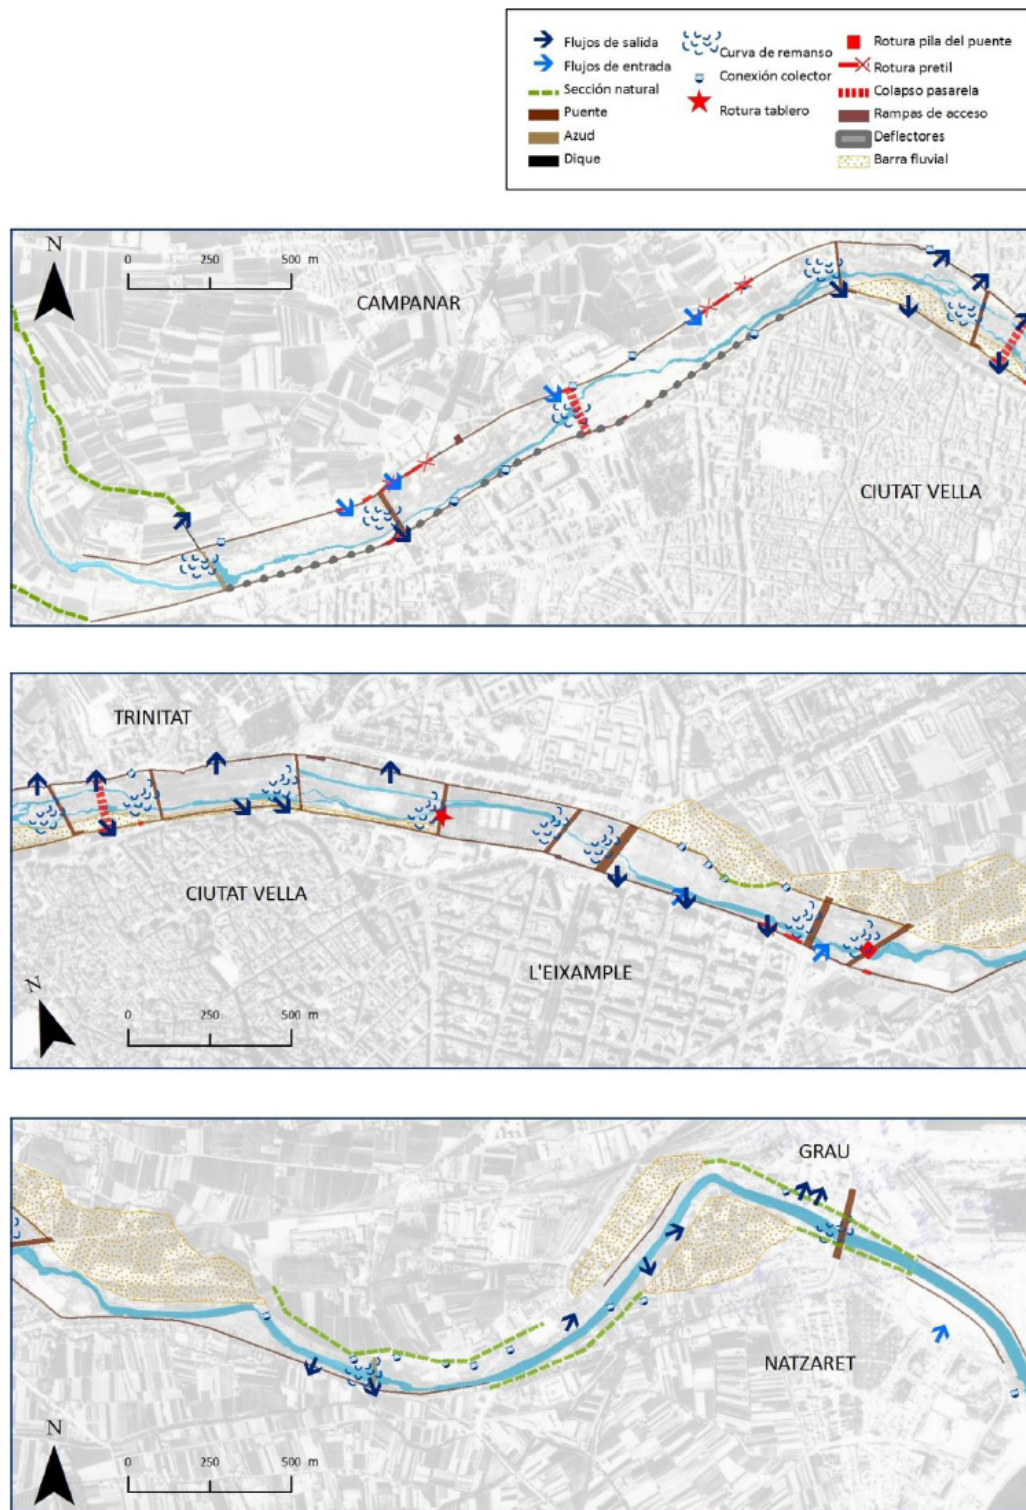 Flujos de salida
Flujos de entrada
Sección natural
Puente
Azud
Dique
Curva de remanso
Conexión colector
Rotura tablero
Rotura pila del puente
Rotura pretil
Colapso pasarela
Rampas de acceso
Deflectores
Barra fluvial
N
0 250 500 m
CAMPANAR
CIUTAT VELLA
TRINITAT
CIUTAT VELLA
L'EIXAMPLE
N
0 250 500 m
GRAU
NATZARET
N
0 250 500 m